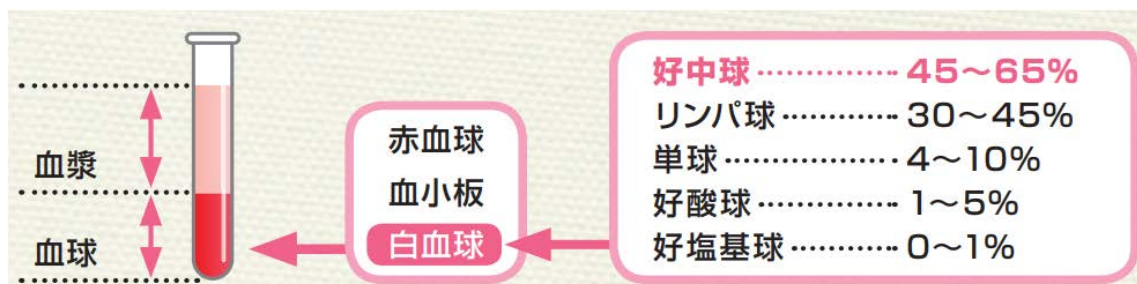 血漿
血球
赤血球
血小板
白血球
好中球 ………… 45～65%
リンパ球 ………… 30～45%
単球 ………… 4～10%
好酸球 ………… 1～5%
好塩基球 ………… 0～1%